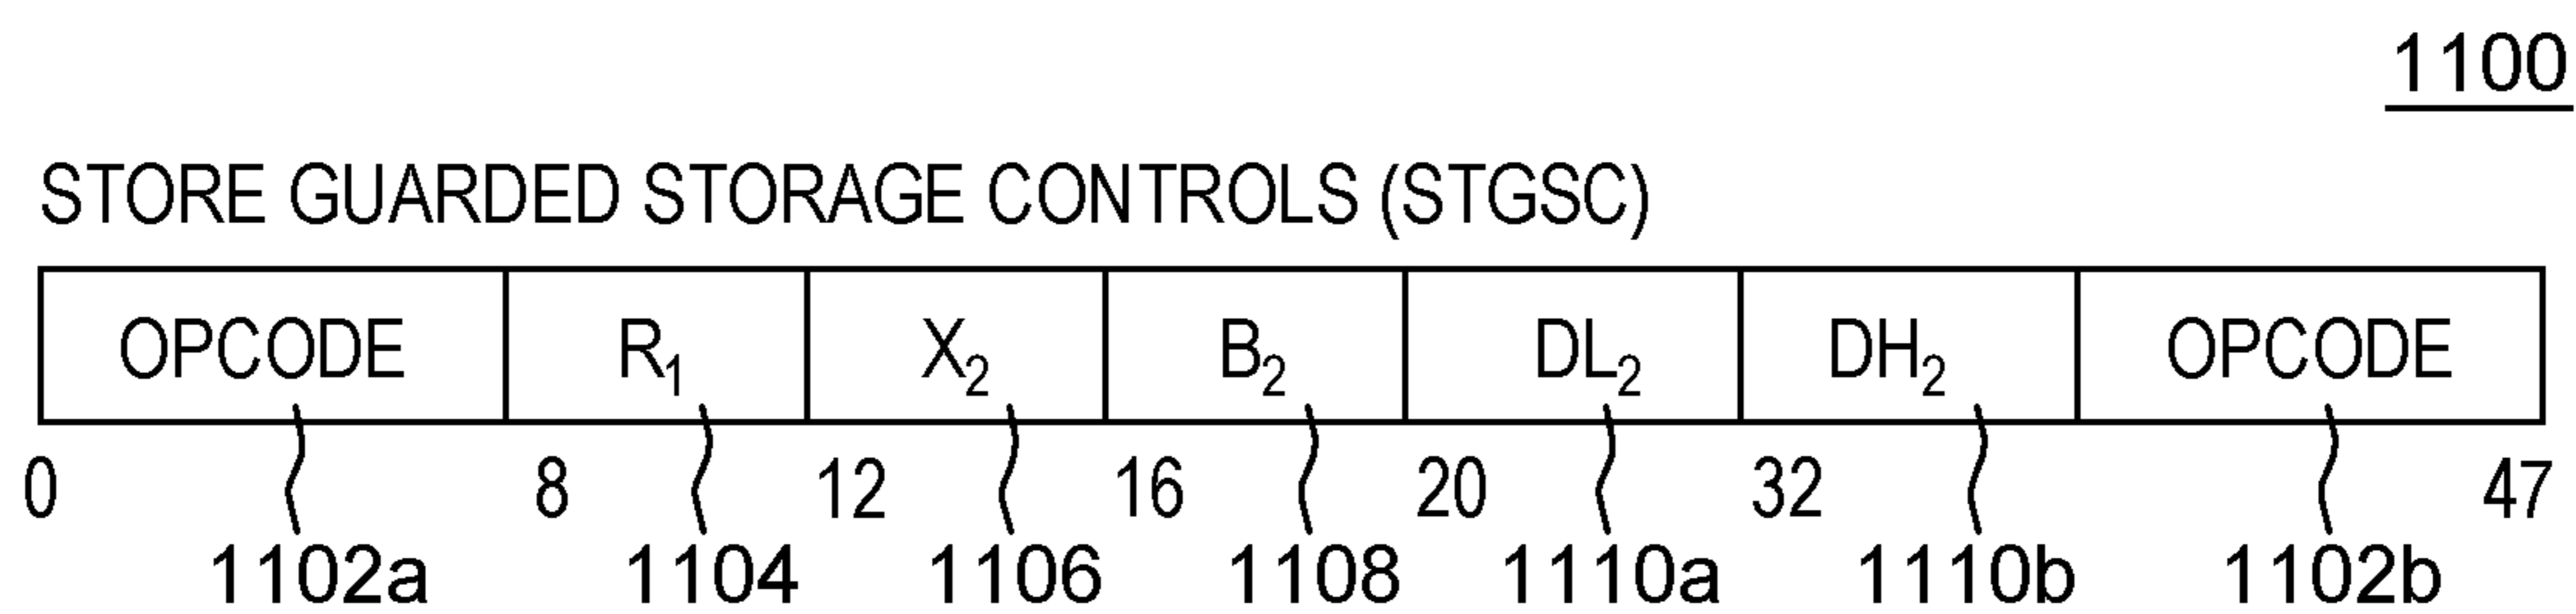 1100
STORE GUARDED STORAGE CONTROLS (STGSC)
OPCODE R₁ X₂ B₂ DL₂ DH₂ OPCODE
0 8 12 16 20 32 47
1102a 1104 1106 1108 1110a 1110b 1102b